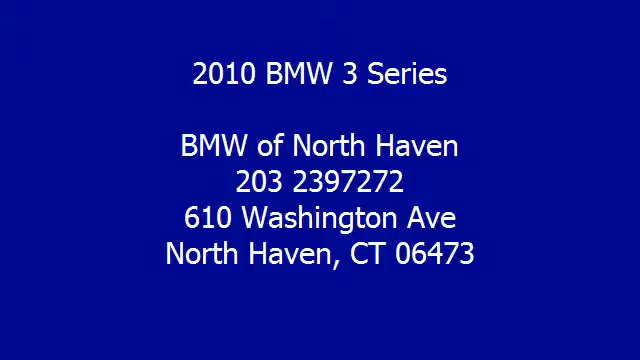 2010 BMW 3 Series
BMW of North Haven
203 2397272
610 Washington Ave
North Haven, CT 06473